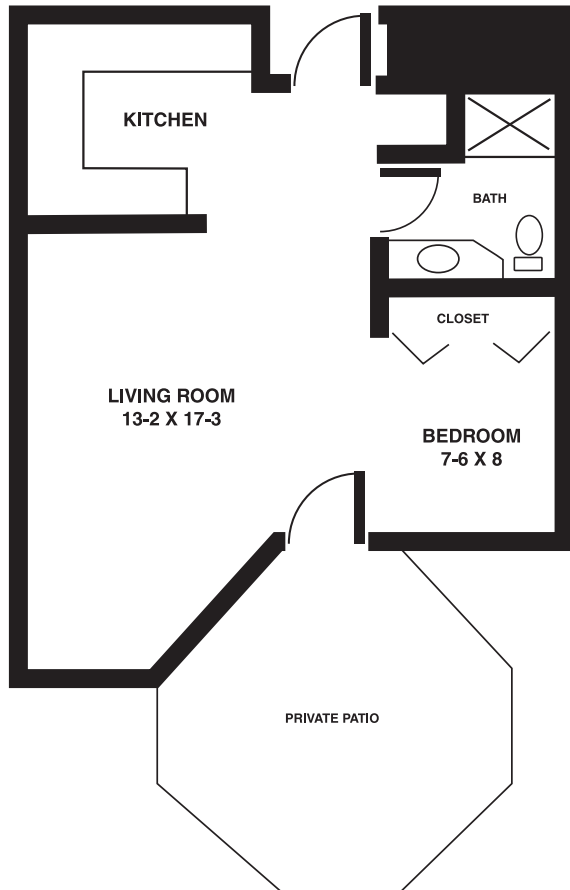 KITCHEN
BATH
CLOSET
LIVING ROOM
13-2 X 17-3
BEDROOM
7-6 X 8
PRIVATE PATIO